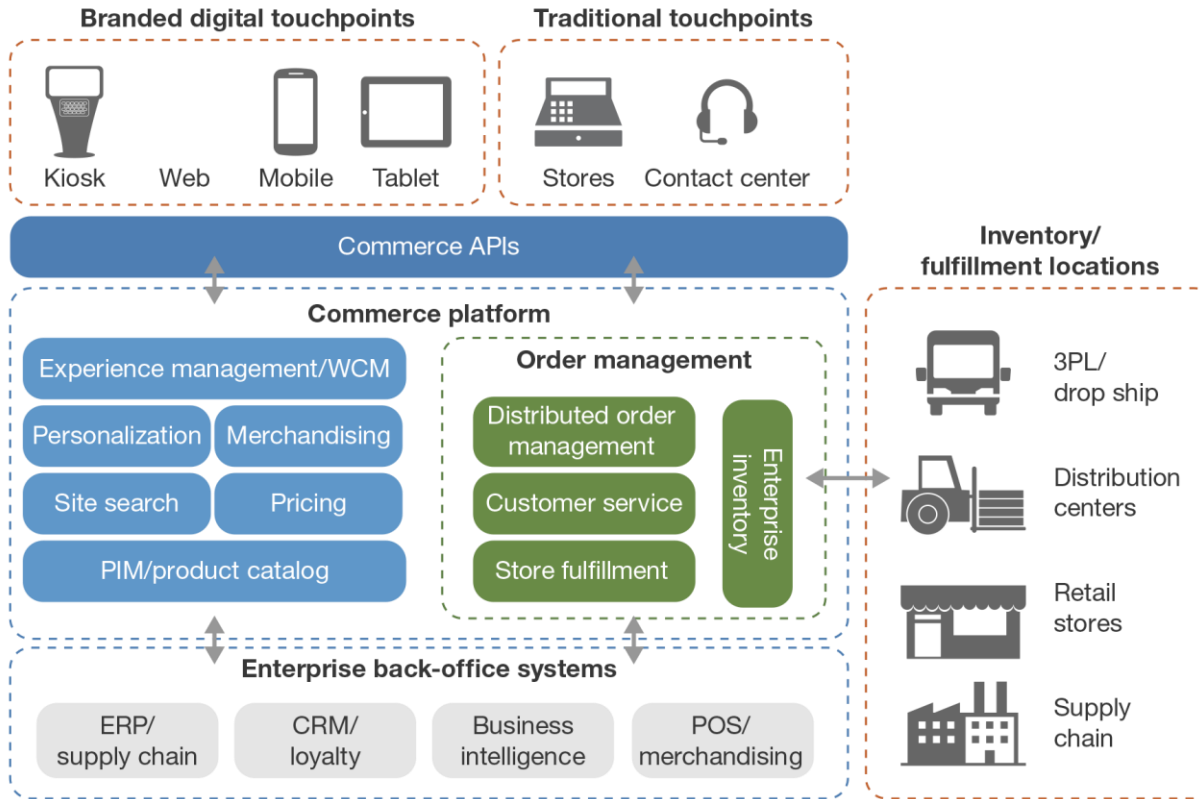 Branded digital touchpoints
Traditional touchpoints
Kiosk
Web
Mobile
Tablet
Stores
Contact center
Commerce APIs
Commerce platform
Experience management/WCM
Personalization
Merchandising
Site search
Pricing
PIM/product catalog
Order management
Distributed order
management
Customer service
Store fulfillment
Enterprise
inventory
Inventory/
fulfillment locations
3PL/
drop ship
Distribution
centers
Retail
stores
Supply
chain
Enterprise back-office systems
ERP/
supply chain
CRM/
loyalty
Business
intelligence
POS/
merchandising